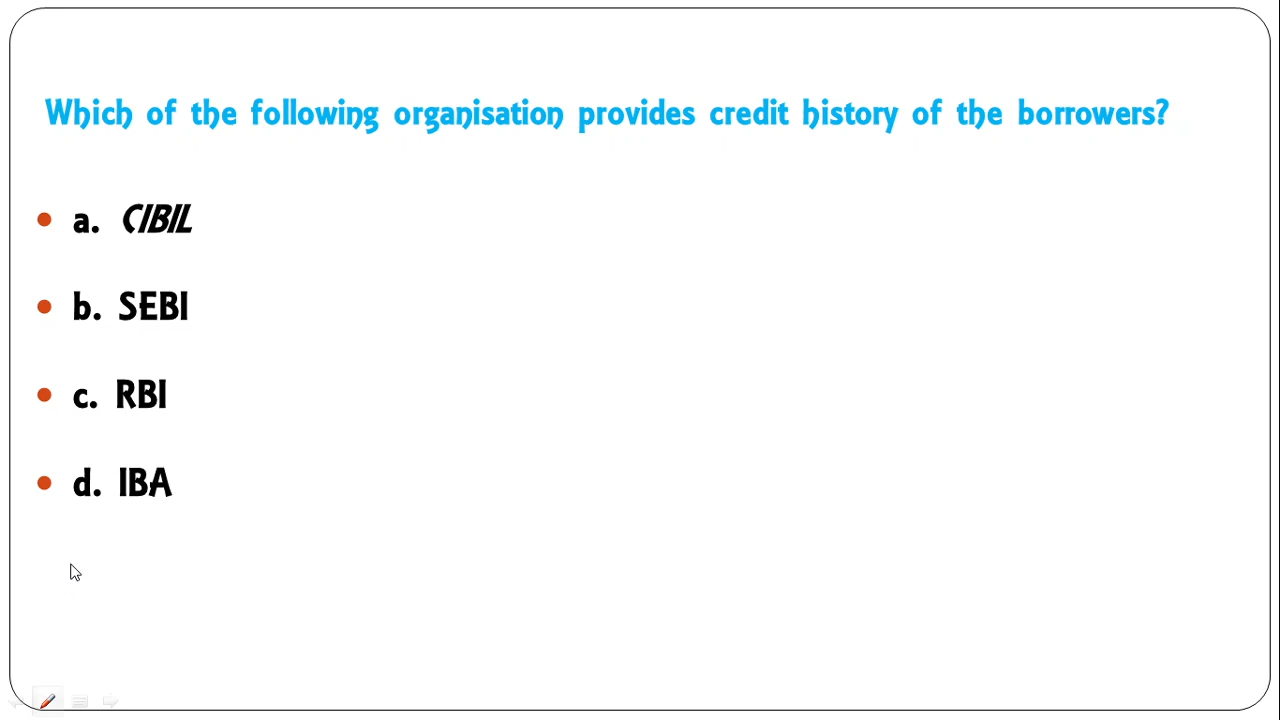 Which of the following organisation provides credit history of the borrowers?
a. CIBIL
b. SEBI
c. RBI
d. IBA